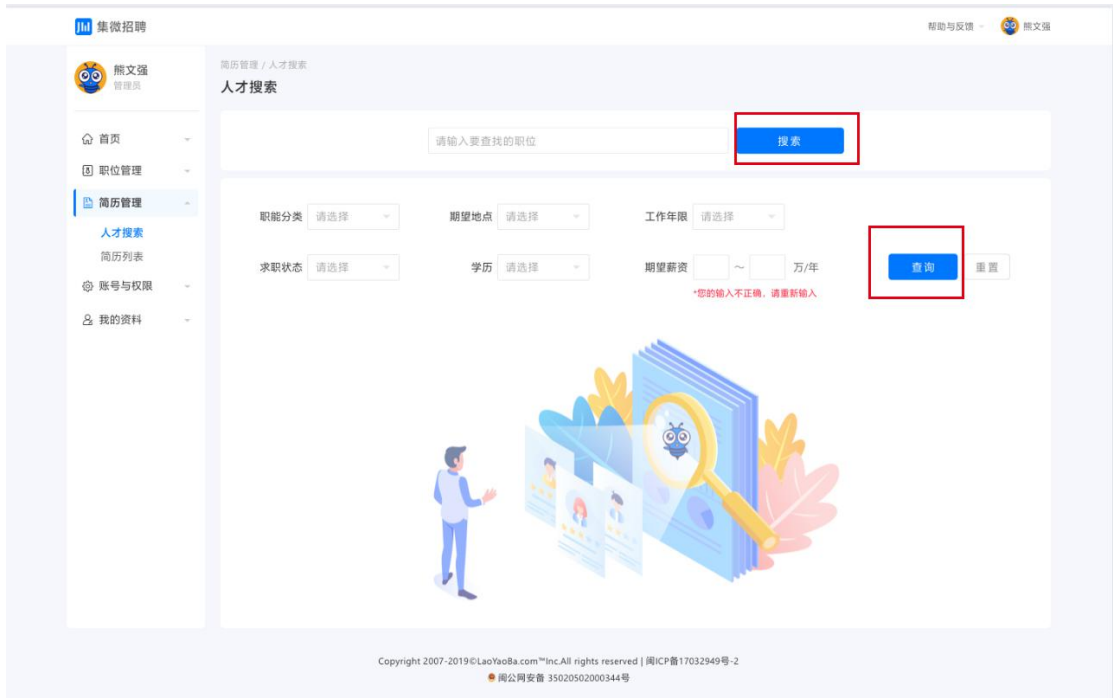 集微招聘
帮助与反馈
熊文强
熊文强
管理员
简历管理 / 人才搜索
人才搜索
首页
职位管理
简历管理
人才搜索
简历列表
账号与权限
我的资料
请输入要查找的职位
搜索
职能分类 请选择 期望地点 请选择 工作年限 请选择
求职状态 请选择 学历 请选择 期望薪资 ～ 万/年 查询 重置
*您的输入不正确，请重新输入
Copyright 2007-2019©LaoYaoBa.com™Inc.All rights reserved | 闽ICP备17032949号-2
闽公网安备 35020502000344号